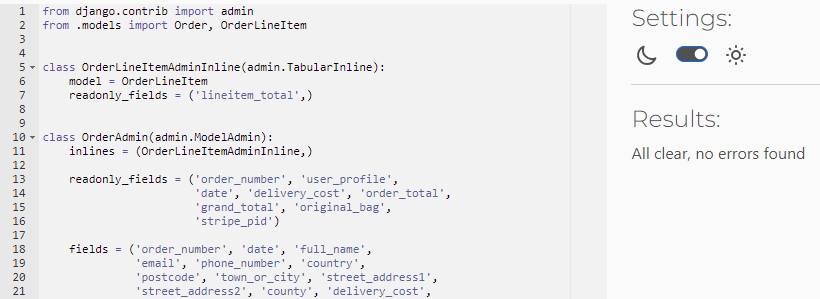 1 from django.contrib import admin
2 from .models import Order, OrderLineItem
3
4
5 class OrderLineItemAdminInline(admin.TabularInline):
6     model = OrderLineItem
7     readonly_fields = ('lineitem_total',)
8
9
10 class OrderAdmin(admin.ModelAdmin):
11     inlines = (OrderLineItemAdminInline,)
12
13     readonly_fields = ('order_number', 'user_profile',
14                        'date', 'delivery_cost', 'order_total',
15                        'grand_total', 'original_bag',
16                        'stripe_pid')
17
18     fields = ('order_number', 'date', 'full_name',
19               'email', 'phone_number', 'country',
20               'postcode', 'town_or_city', 'street_address1',
21               'street_address2', 'county', 'delivery_cost',
Settings:
Results:
All clear, no errors found